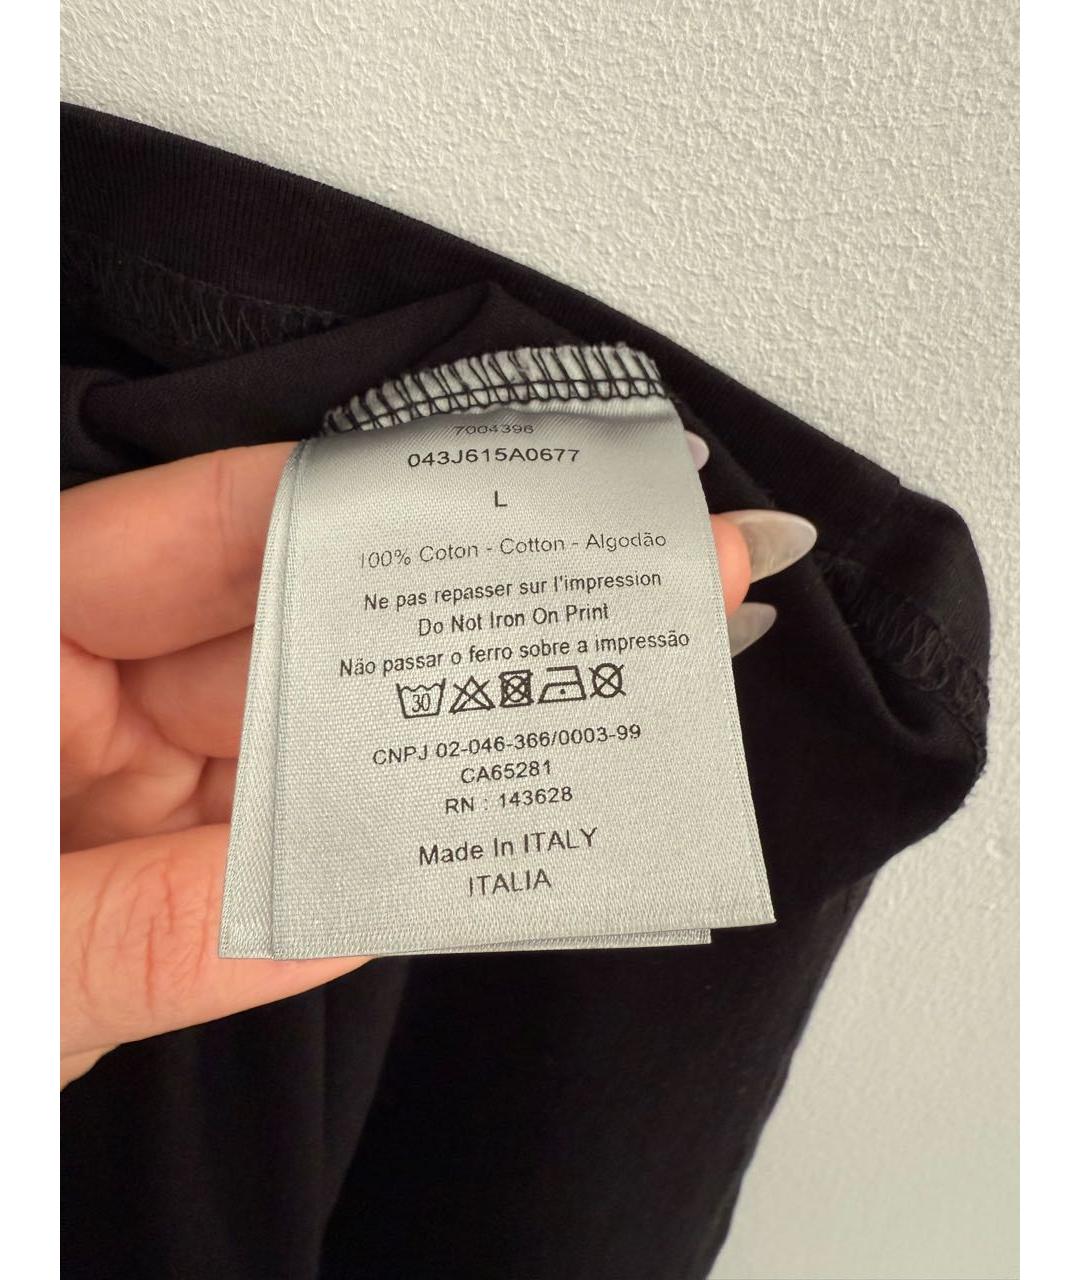 7004396
043J615A0677
L
100% Coton - Cotton - Algodão
Ne pas repasser sur l'impression
Do Not Iron On Print
Não passar o ferro sobre a impressão
30
CNPJ 02-046-366/0003-99
CA65281
RN : 143628
Made In ITALY
ITALIA